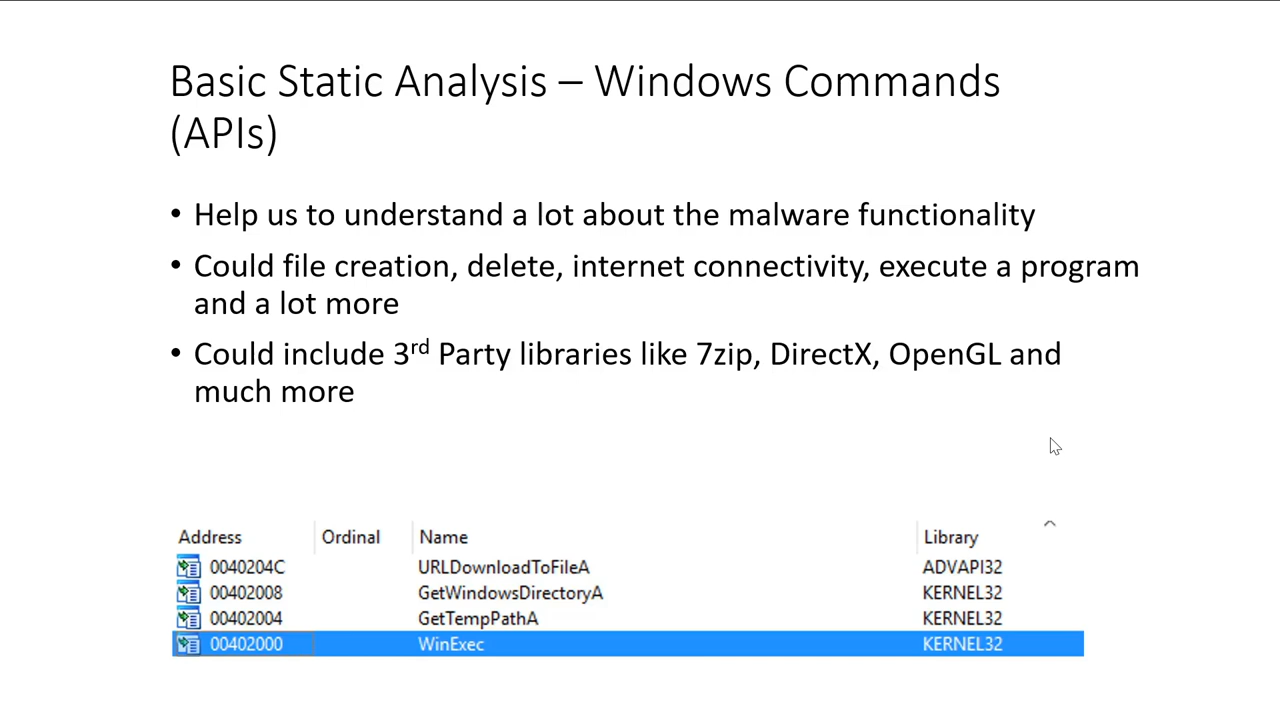 Basic Static Analysis – Windows Commands
(APIs)
• Help us to understand a lot about the malware functionality
• Could file creation, delete, internet connectivity, execute a program
and a lot more
• Could include 3rd Party libraries like 7zip, DirectX, OpenGL and
much more
Address Ordinal Name Library
0040204C URLDownloadToFileA ADVAPI32
00402008 GetWindowsDirectoryA KERNEL32
00402004 GetTempPathA KERNEL32
00402000 WinExec KERNEL32